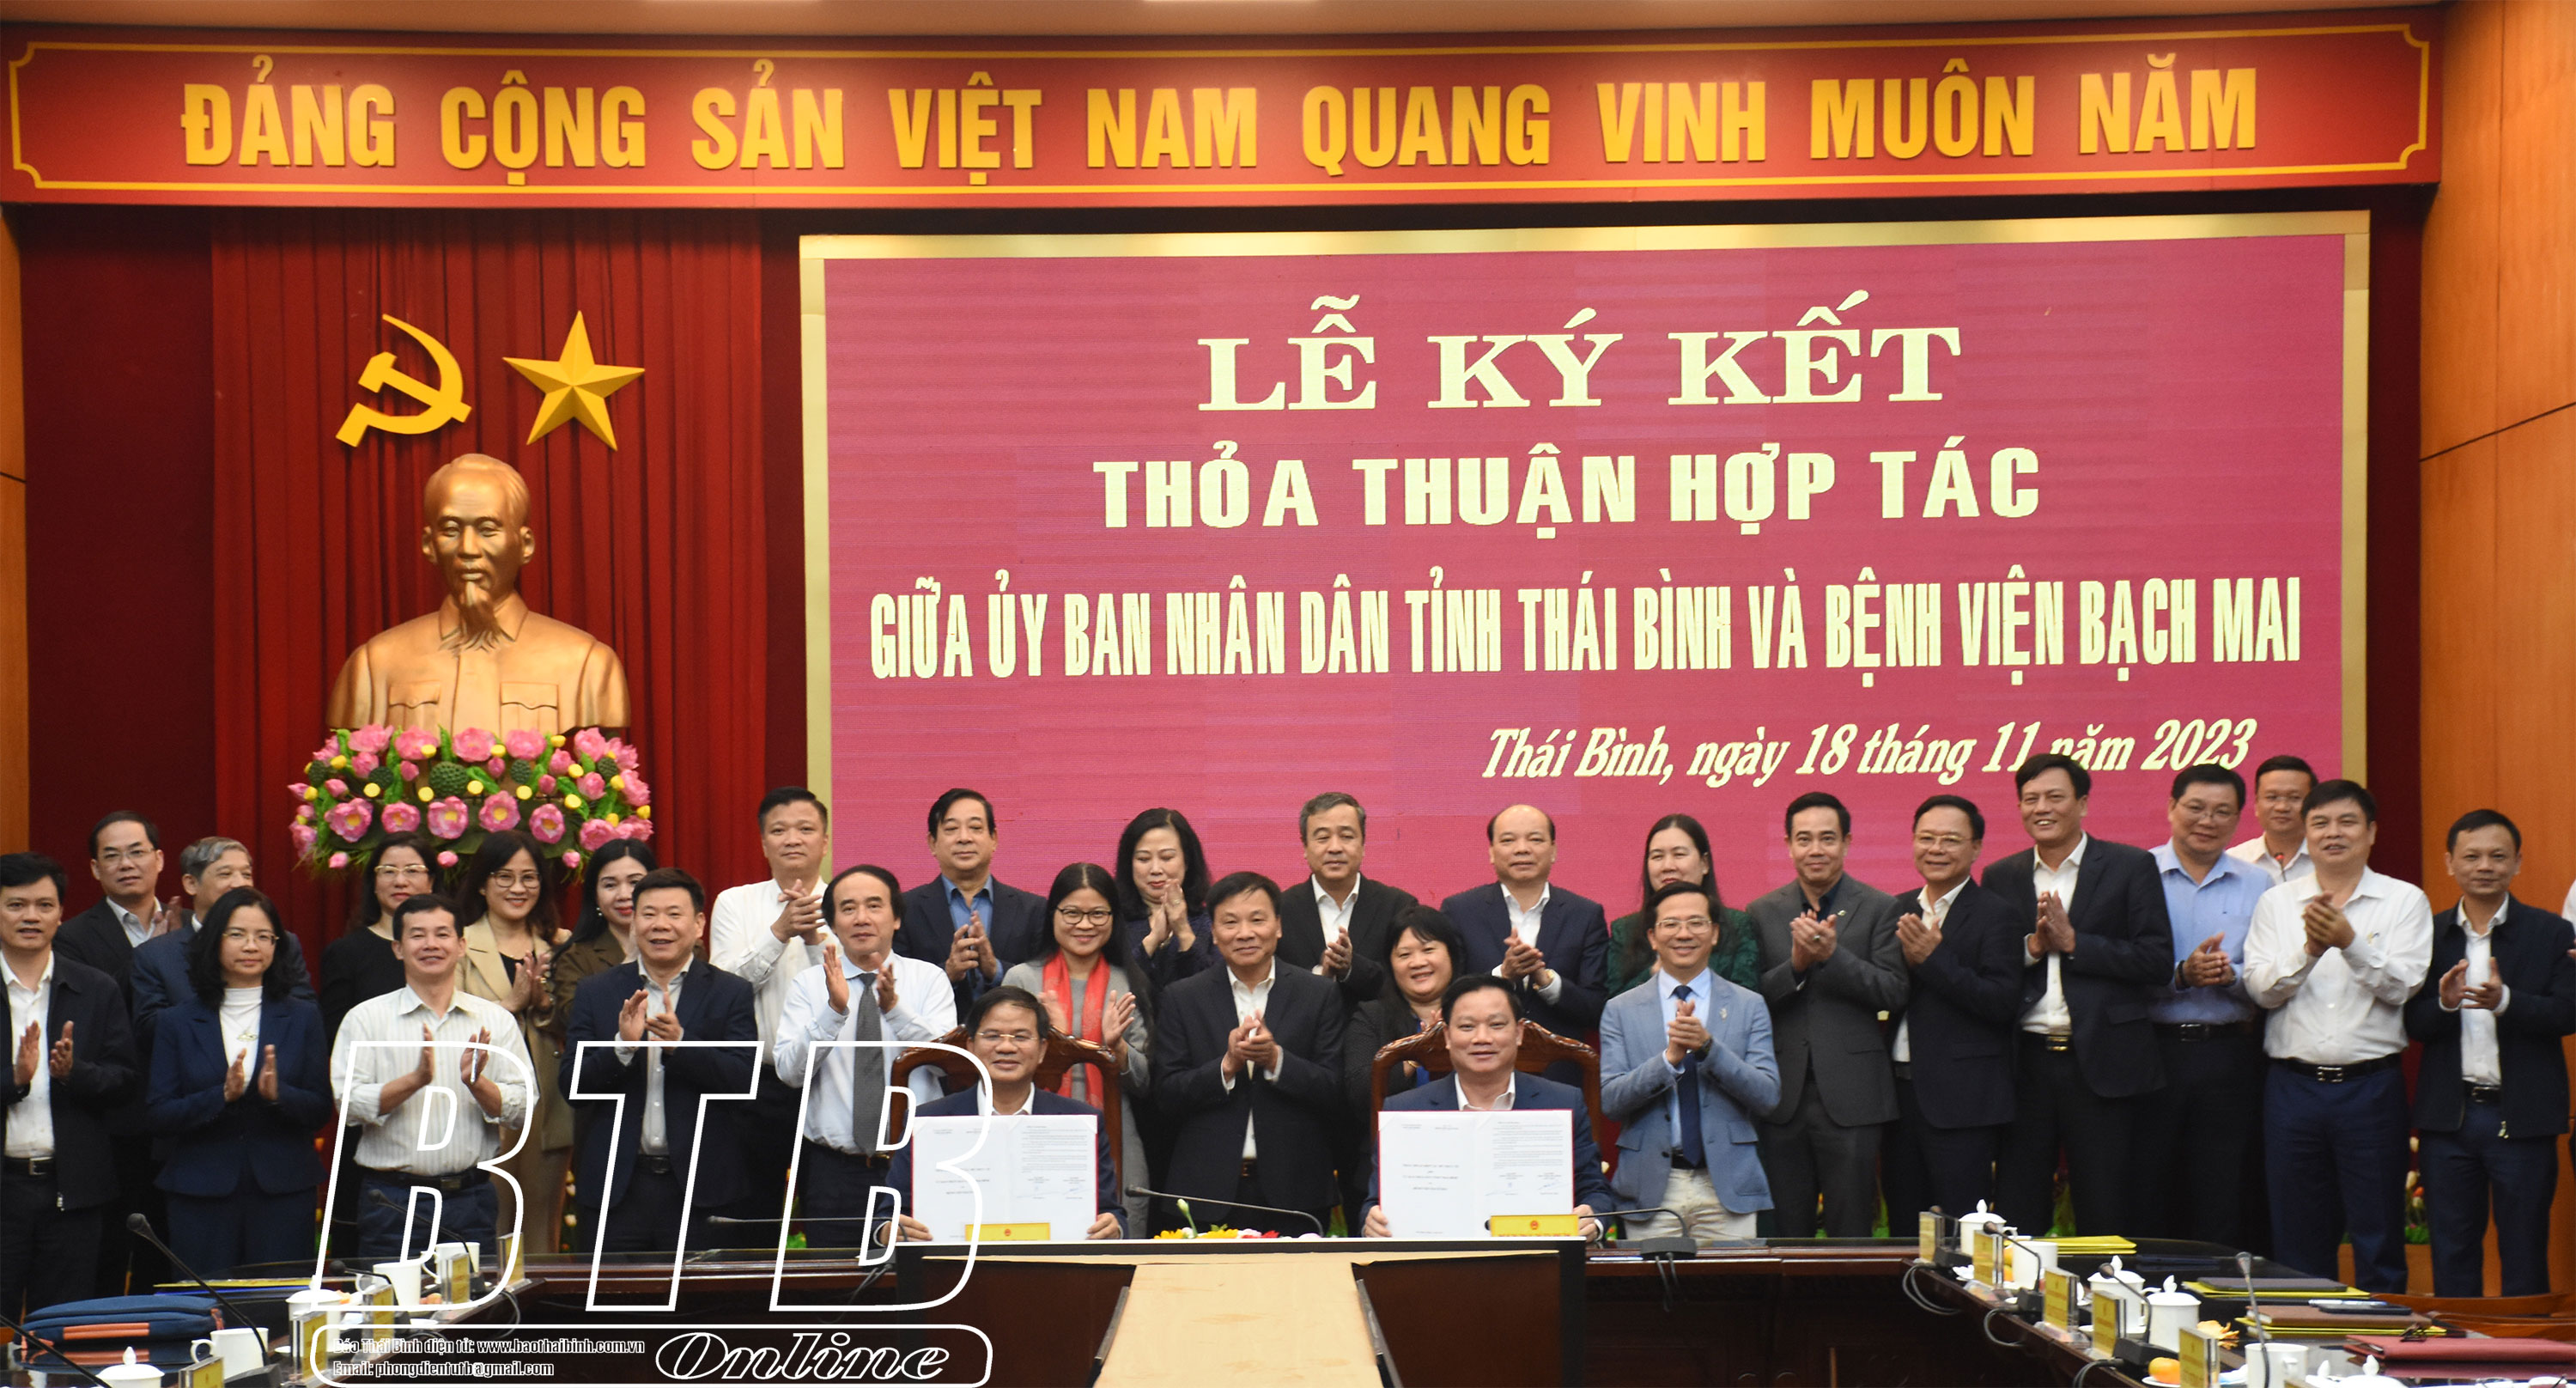 ĐẢNG CỘNG SẢN VIỆT NAM QUANG VINH MUÔN NĂM
LỄ KÝ KẾT
THỎA THUẬN HỢP TÁC
GIỮA ỦY BAN NHÂN DÂN TỈNH THÁI BÌNH VÀ BỆNH VIỆN BẠCH MAI
Thái Bình, ngày 18 tháng 11 năm 2023
BTB
Online
Báo Thái Bình điện tử: www.baothaibinh.com.vn
Email: phongdientutb@gmail.com